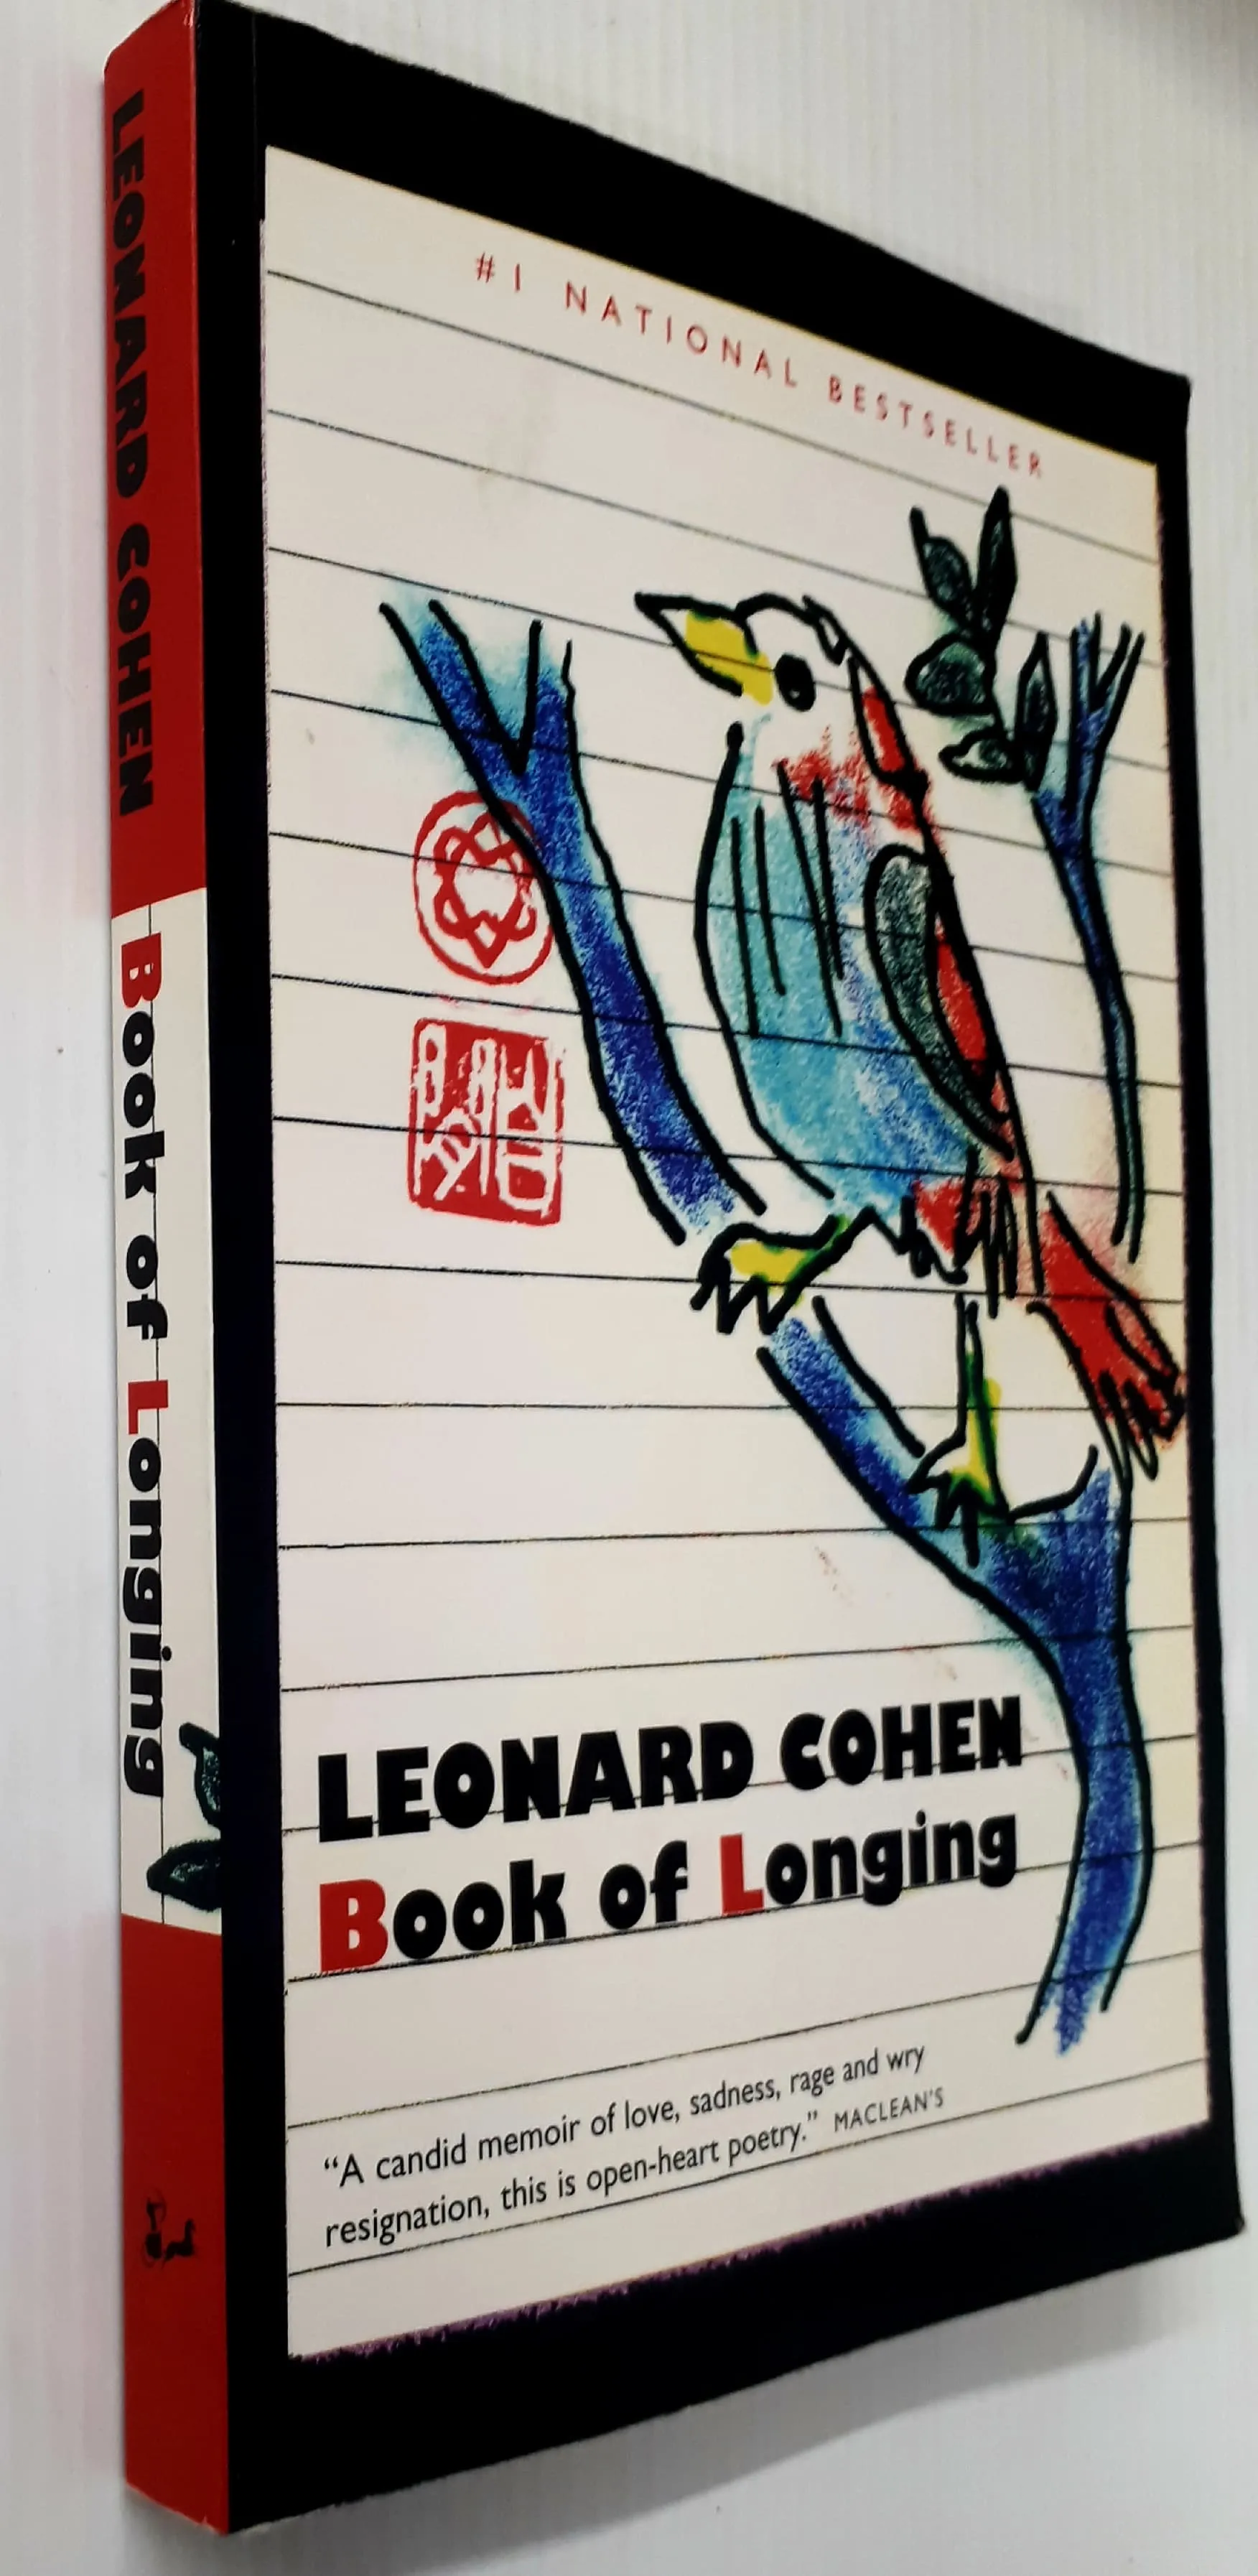 LEONARD COHEN
Book of Longing
#1 NATIONAL BESTSELLER
LEONARD COHEN
Book of Longing
“A candid memoir of love, sadness, rage and wry
resignation, this is open-heart poetry.” MACLEAN'S